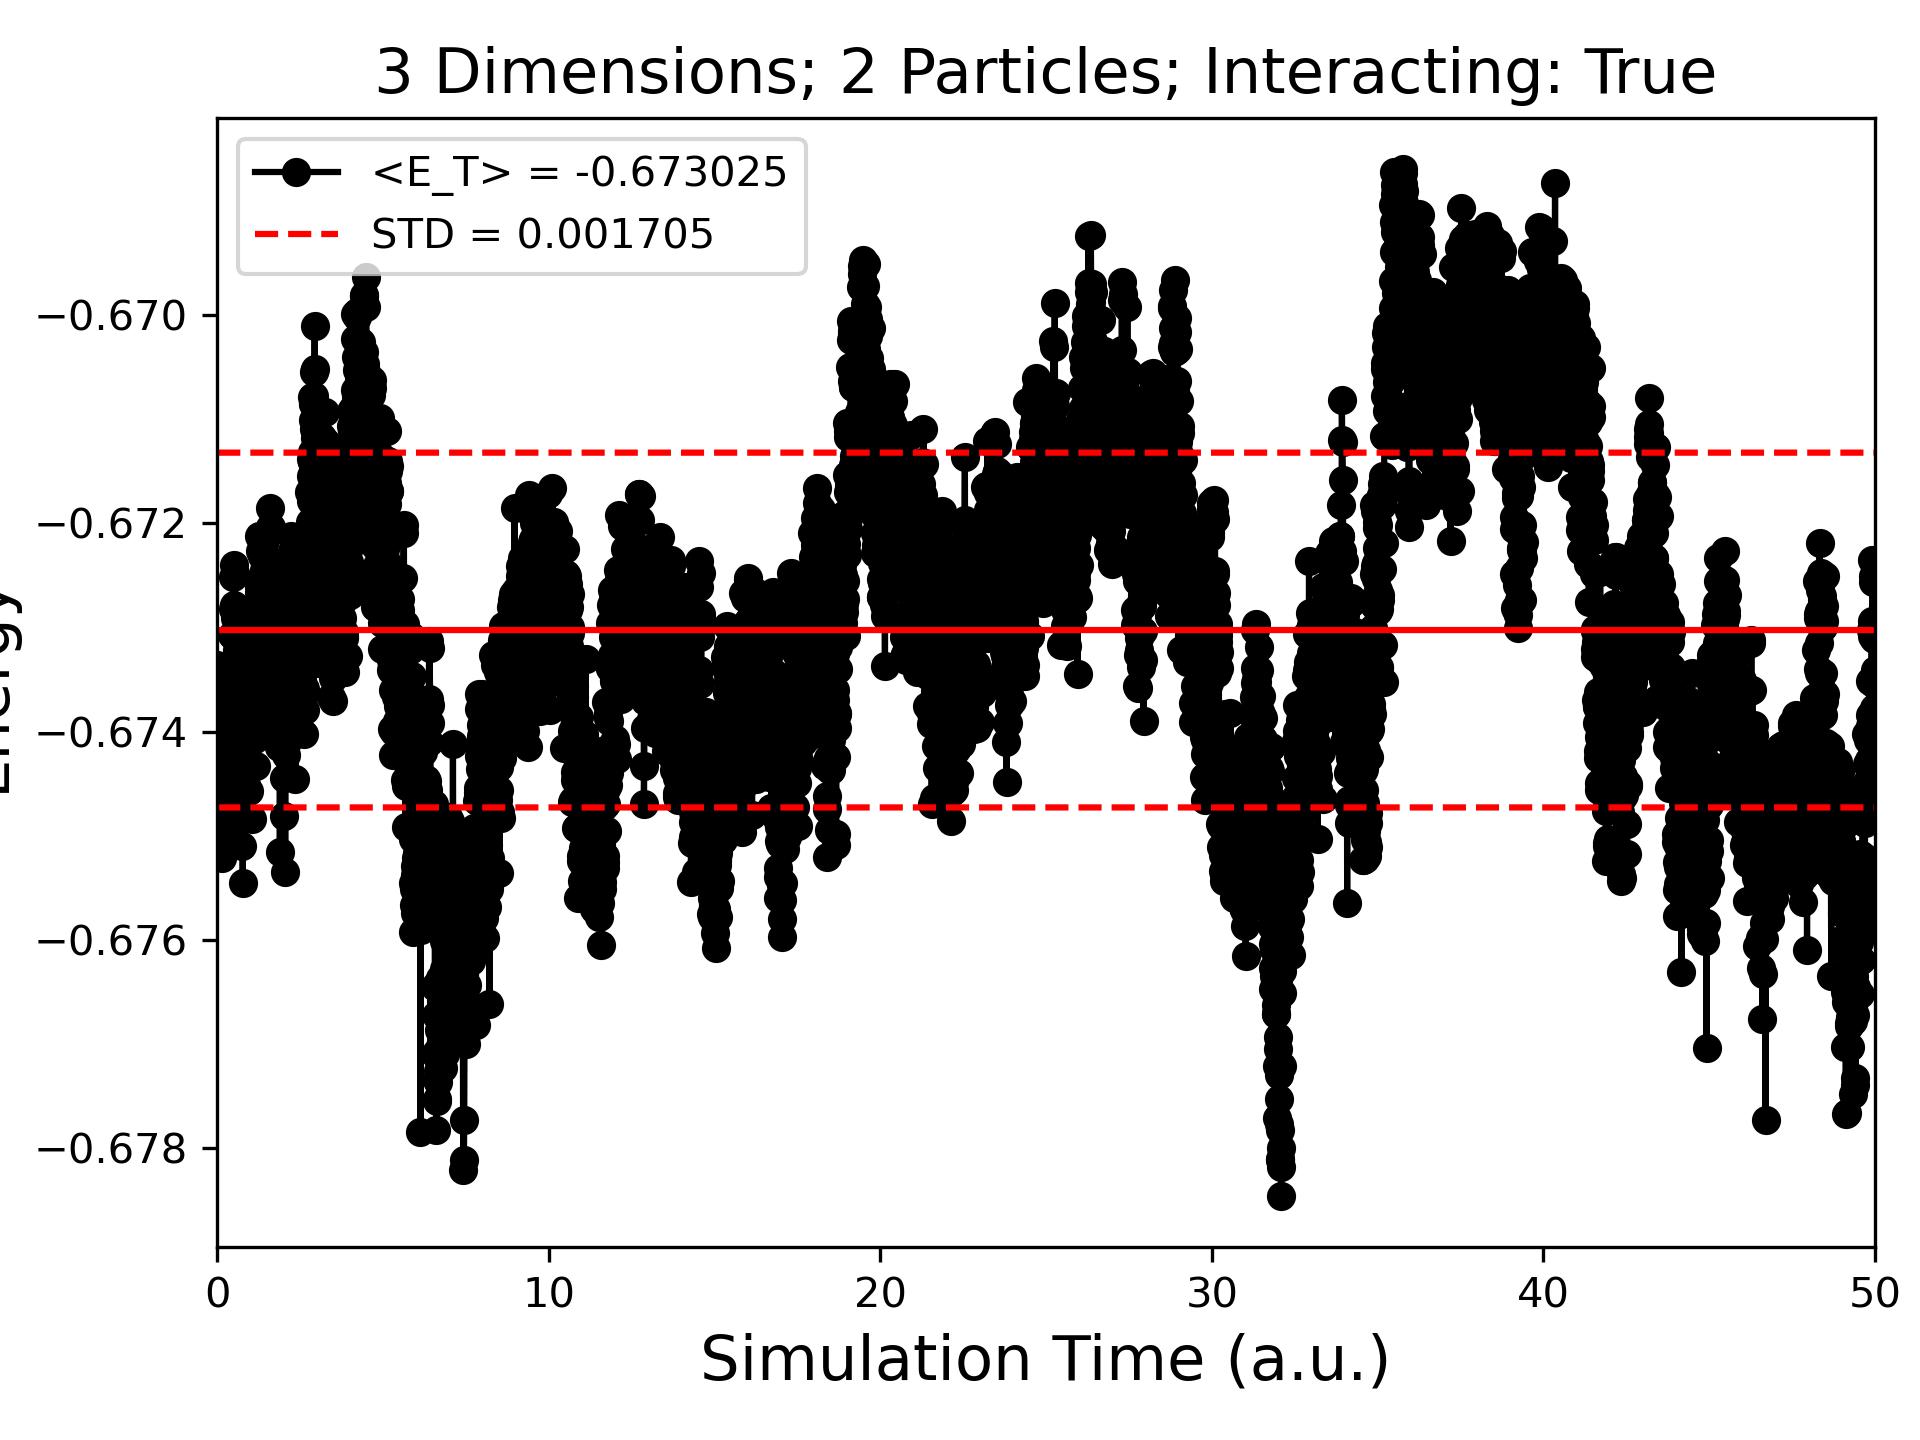 3 Dimensions; 2 Particles; Interacting: True
<E_T> = -0.673025
STD = 0.001705
Energy
−0.670
−0.672
−0.674
−0.676
−0.678
0 10 20 30 40 50
Simulation Time (a.u.)